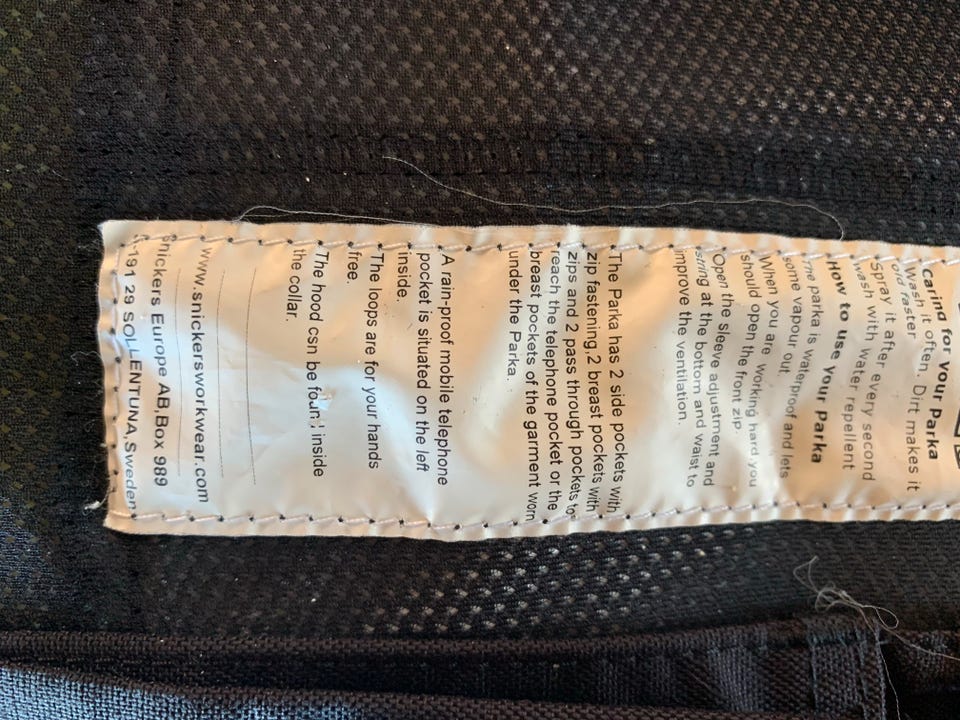 Caring for your Parka
Wash it often. Dirt makes it
old faster
Spray it after every second
wash with water repellent
How to use your Parka
The parka is waterproof and lets
some vapour out.
When you are working hard you
should open the front zip.
Open the sleeve adjustment and
string at the bottom and waist to
improve the ventilation.
The Parka has 2 side pockets with
zip fastening,2 breast pockets with
zips and 2 pass through pockets to
reach the telephone pocket or the
breast pockets of the garment worn
under the Parka.
A rain-proof mobile telephone
pocket is situated on the left
inside.
The loops are for your hands
free.
The hood csn be found inside
the collar.
www.snickersworkwear.com
Snickers Europe AB,Box 989
-191 29 SOLLENTUNA,Sweden